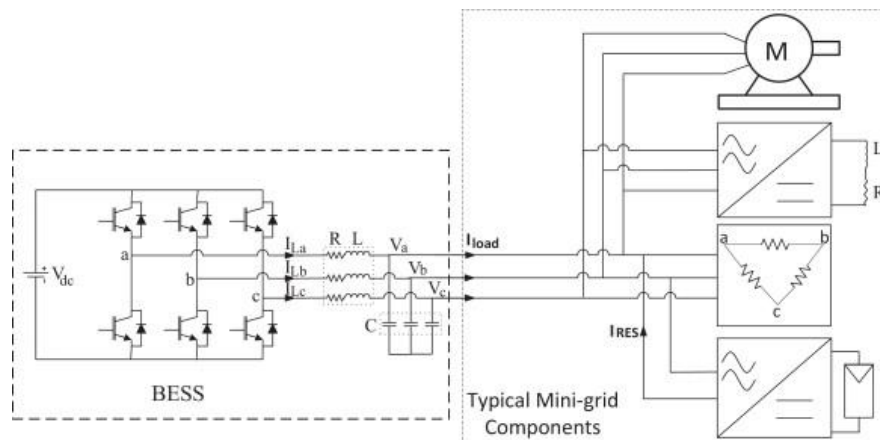 M
L
R
a
b
c
V_dc
a
b
c
I_La
I_Lb
I_Lc
R L
V_a
V_b
V_c
C
I_load
I_RES
BESS
Typical Mini-grid
Components